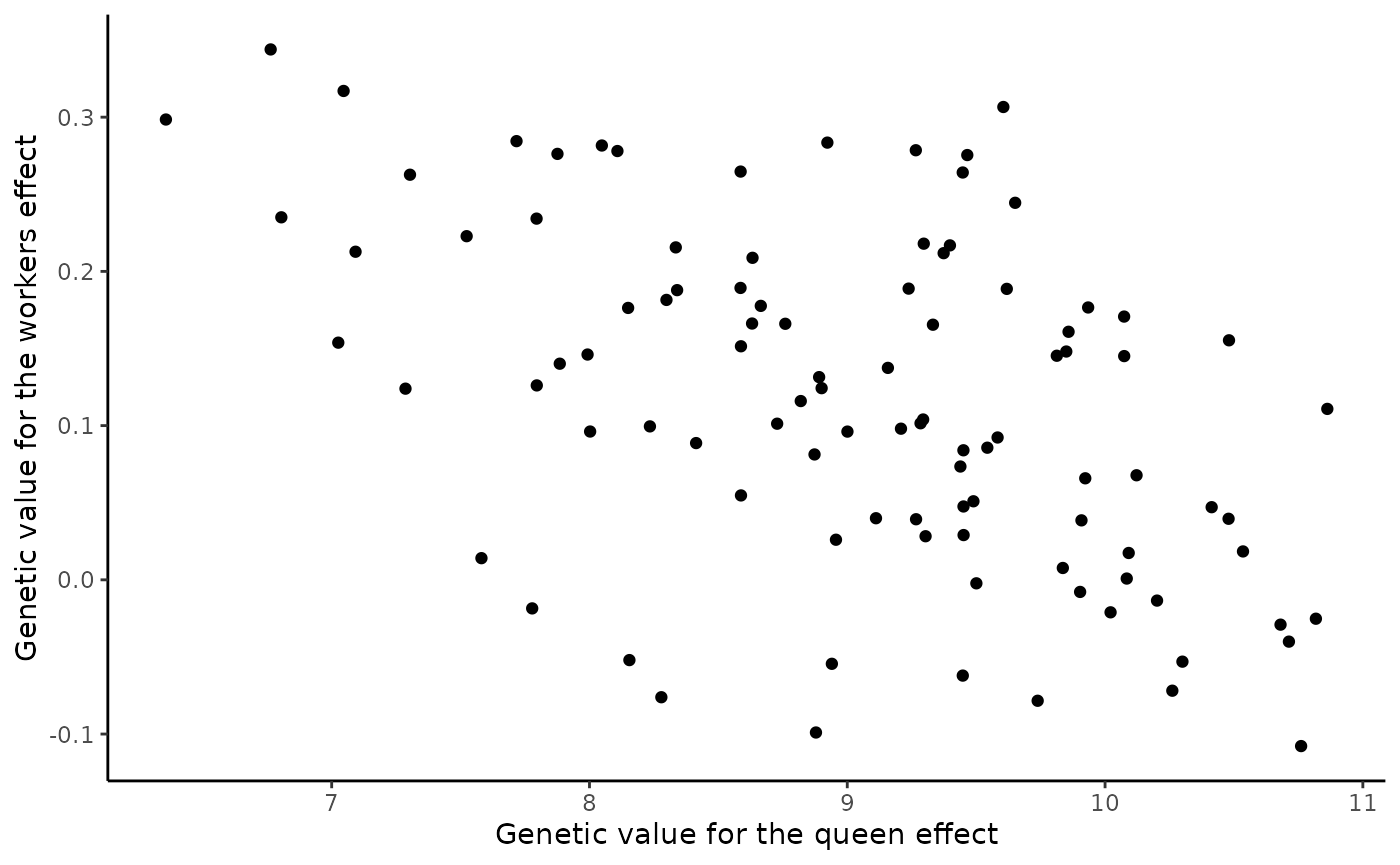 Genetic value for the workers effect
0.3
0.2
0.1
0.0
-0.1
7 8 9 10 11
Genetic value for the queen effect